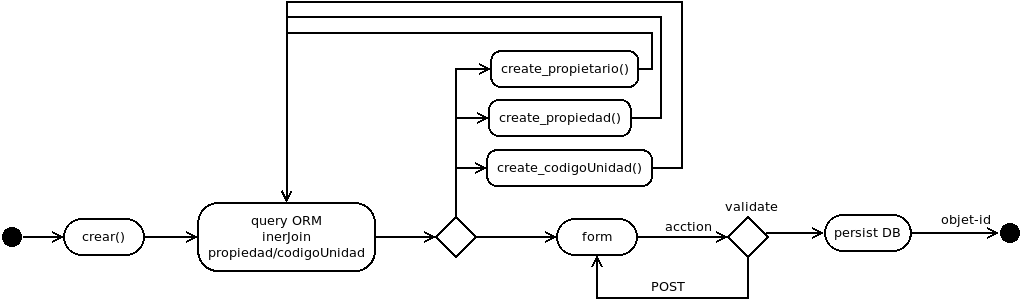 create_propietario()
create_propiedad()
create_codigoUnidad()
crear()
query ORM
inerJoin
propiedad/codigoUnidad
form
acction
validate
POST
persist DB
objet-id